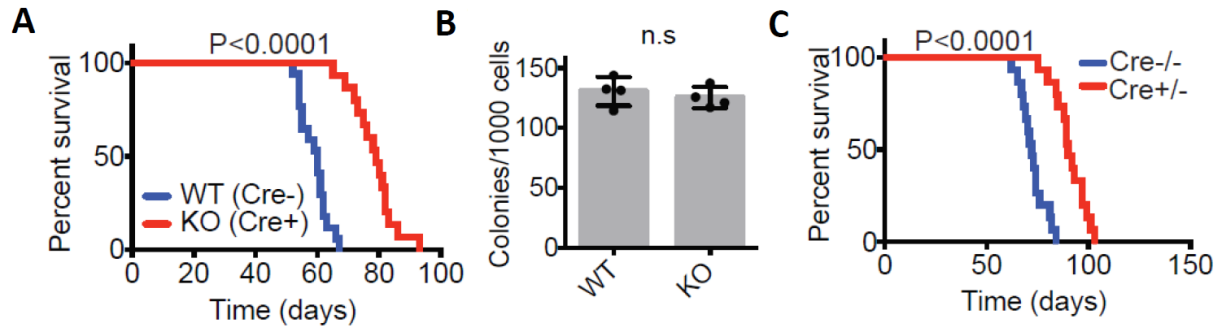 A
P<0.0001
Percent survival
100
50
0
WT (Cre-)
KO (Cre+)
0 20 40 60 80 100
Time (days)
B
n.s
Colonies/1000 cells
150
100
50
0
WT KO
C
P<0.0001
Percent survival
100
50
0
Cre-/-
Cre+/-
0 50 100 150
Time (days)